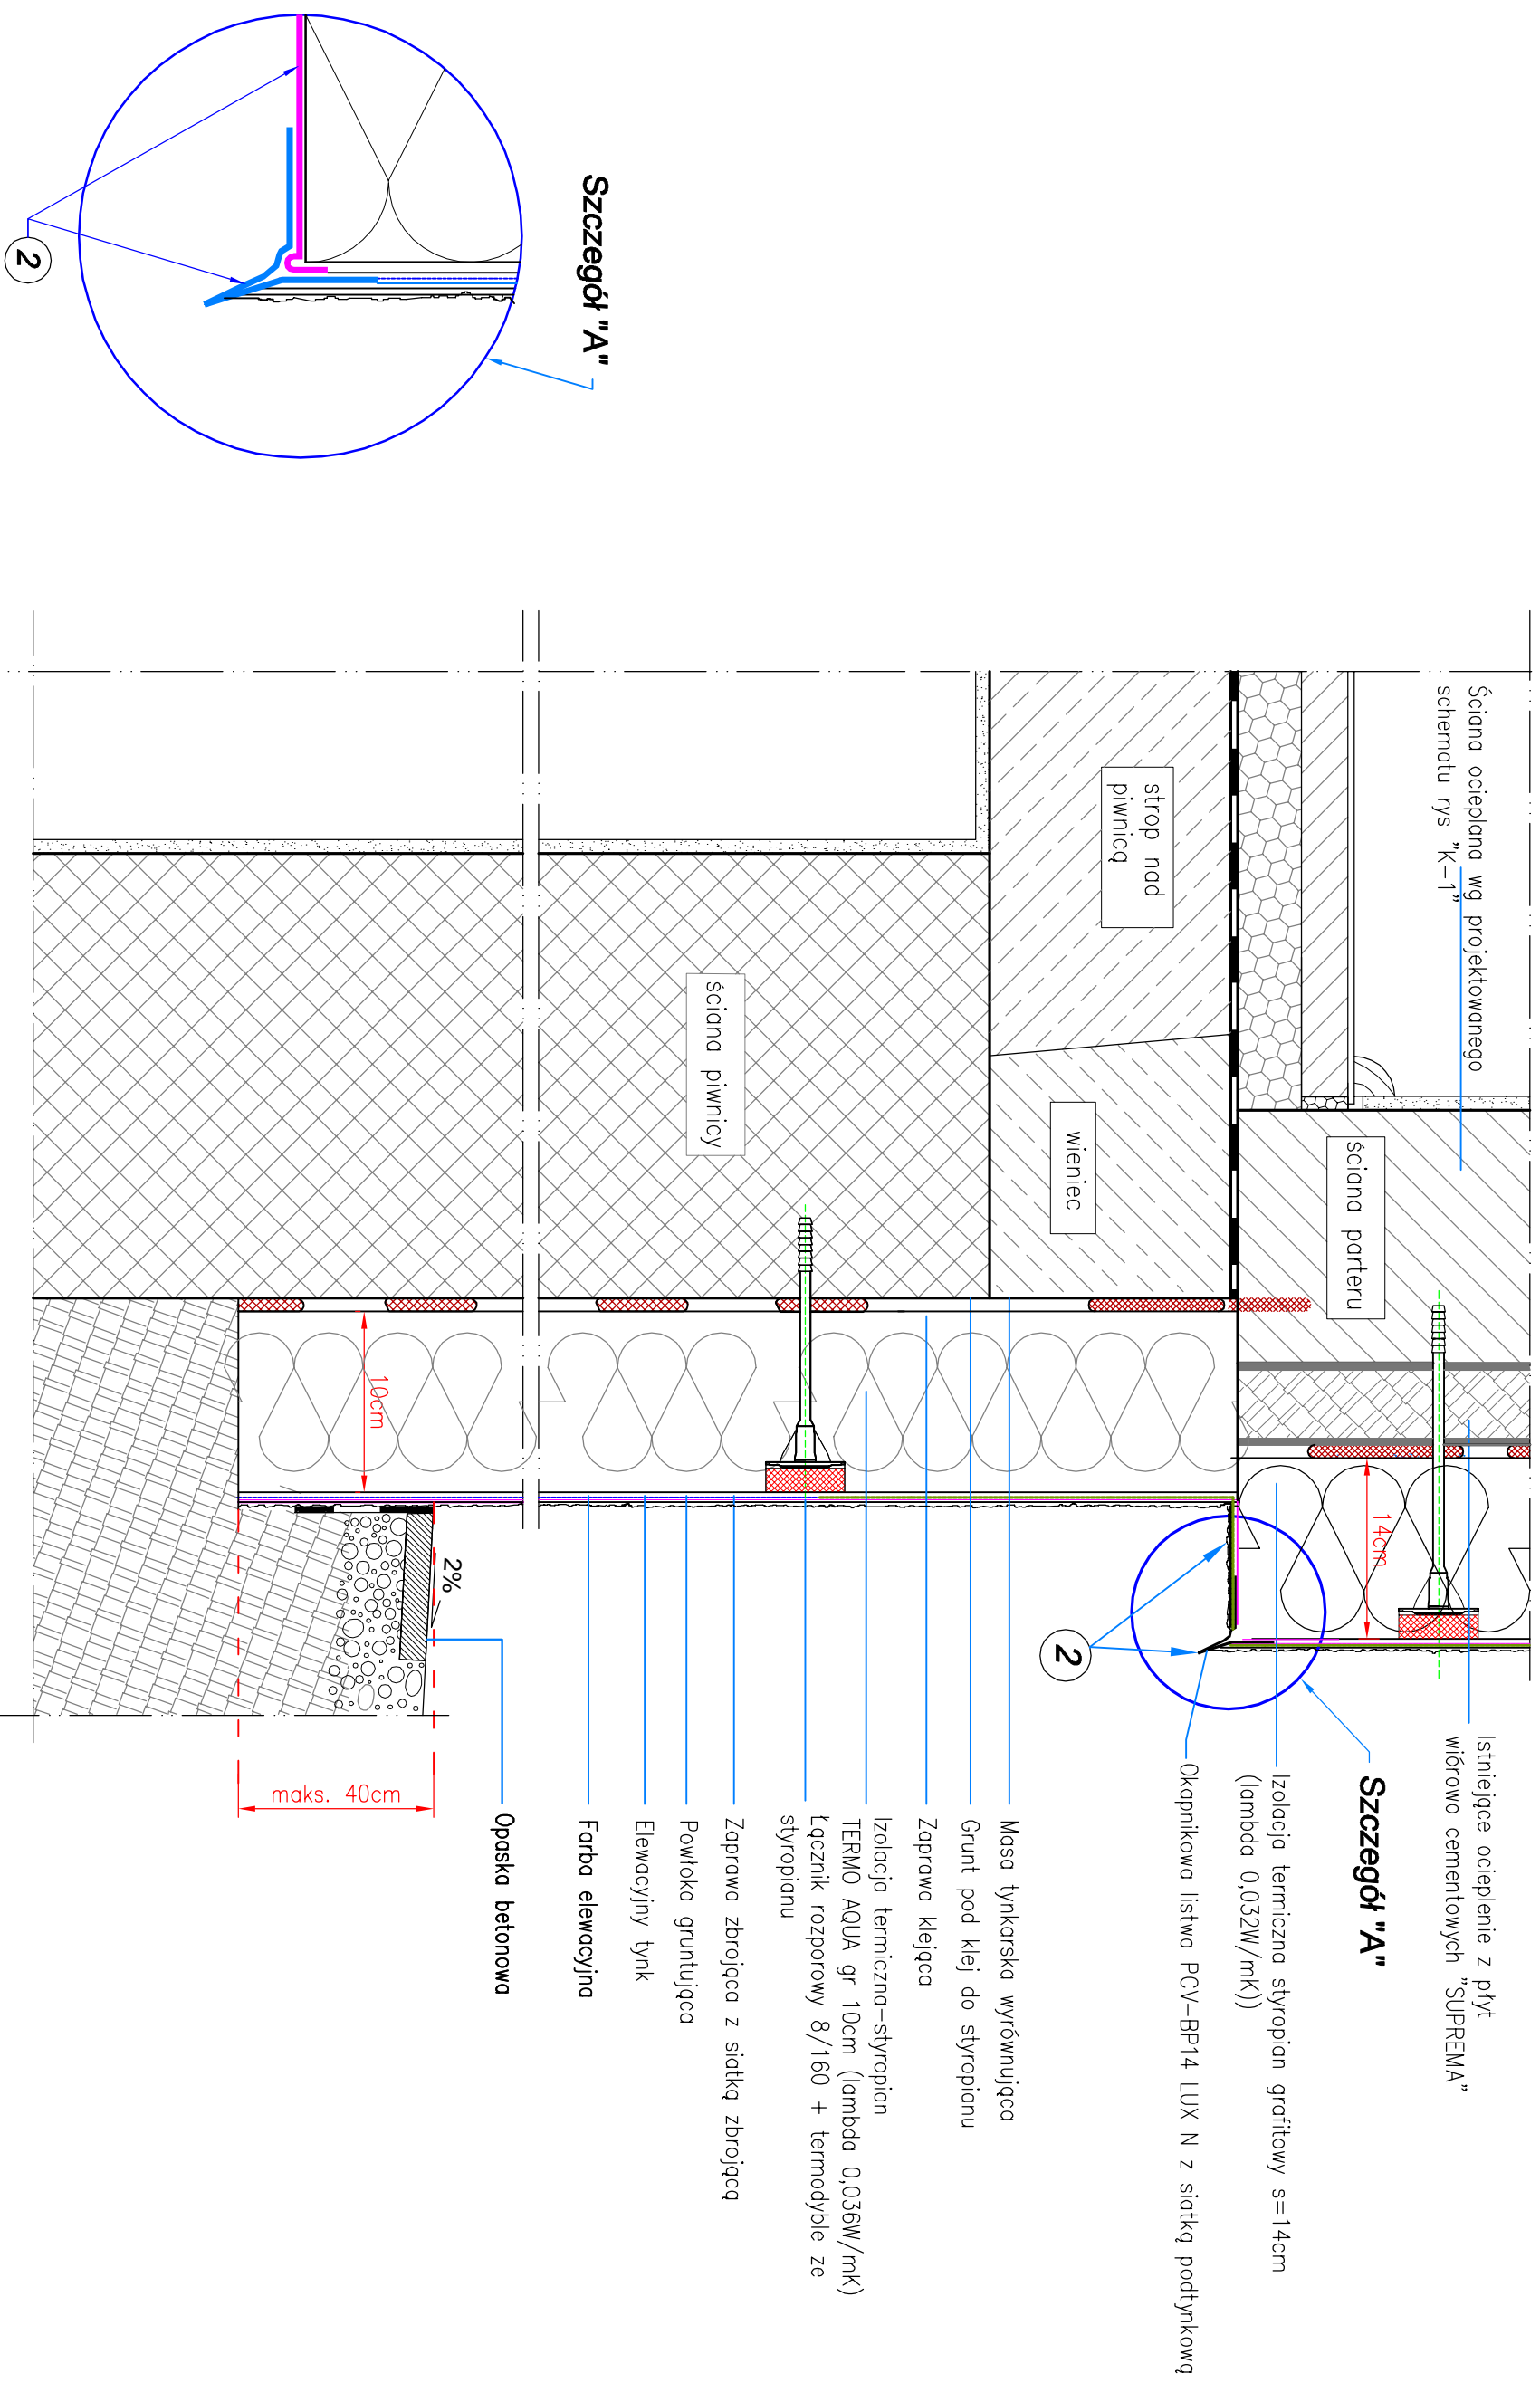 Ściana ocieplana wg projektowanego
schematu rys "K-1"
ściana parteru
14cm
Istniejące ocieplenie z płyt
wiórowo cementowych "SUPREMA"
Szczegół "A"
Izolacja termiczna styropian grafitowy s=14cm
(lambda 0,032W/mK))
Okapnikowa listwa PCV-BP14 LUX N z siatką podtynkową
2
strop nad
piwnicą
wieniec
ściana piwnicy
Masa tynkarska wyrównująca
Grunt pod klej do styropianu
Zaprawa klejąca
Izolacja termiczna-styropian
TERMO AQUA gr 10cm (lambda 0,036W/mK)
Łącznik rozporowy 8/160 + termodyble ze
styropianu
Zaprawa zbrojąca z siatką zbrojącą
Powłoka gruntująca
Elewacyjny tynk
Farba elewacyjna
Opaska betonowa
2%
10cm
maks. 40cm
Szczegół "A"
2